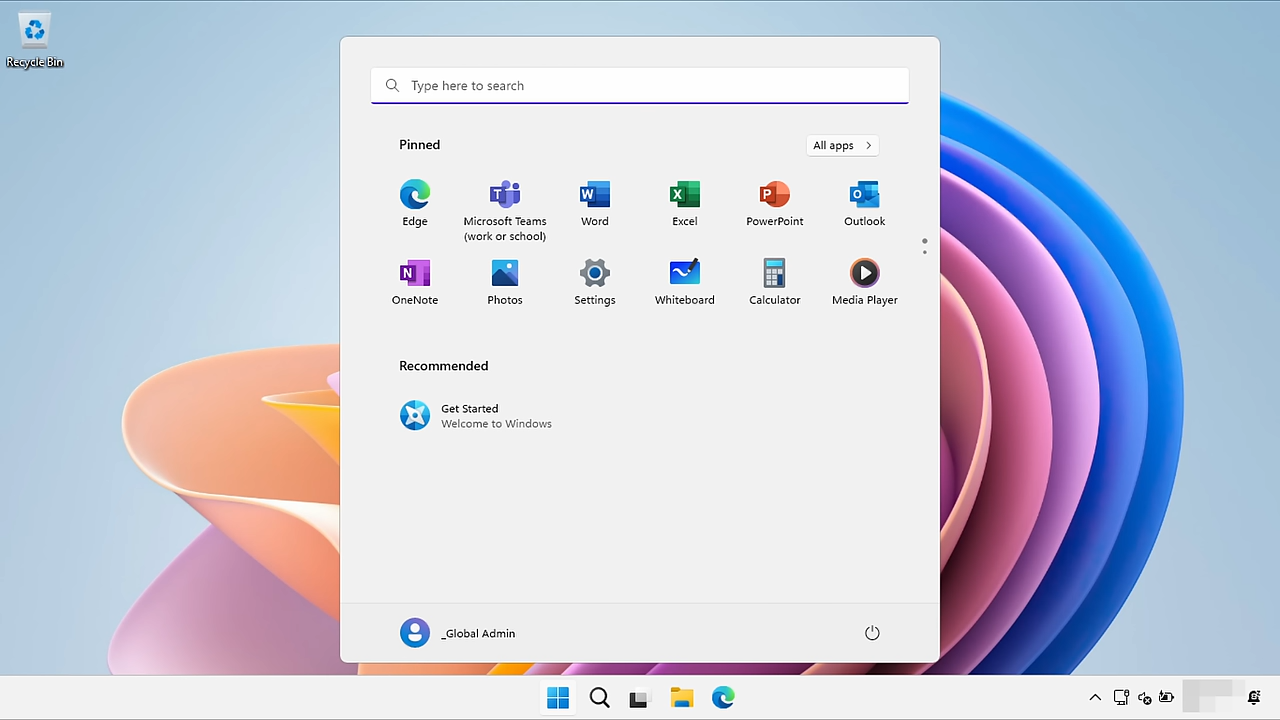 Recycle Bin
Type here to search
Pinned
All apps
Edge
Microsoft Teams
(work or school)
Word
Excel
PowerPoint
Outlook
OneNote
Photos
Settings
Whiteboard
Calculator
Media Player
Recommended
Get Started
Welcome to Windows
_Global Admin